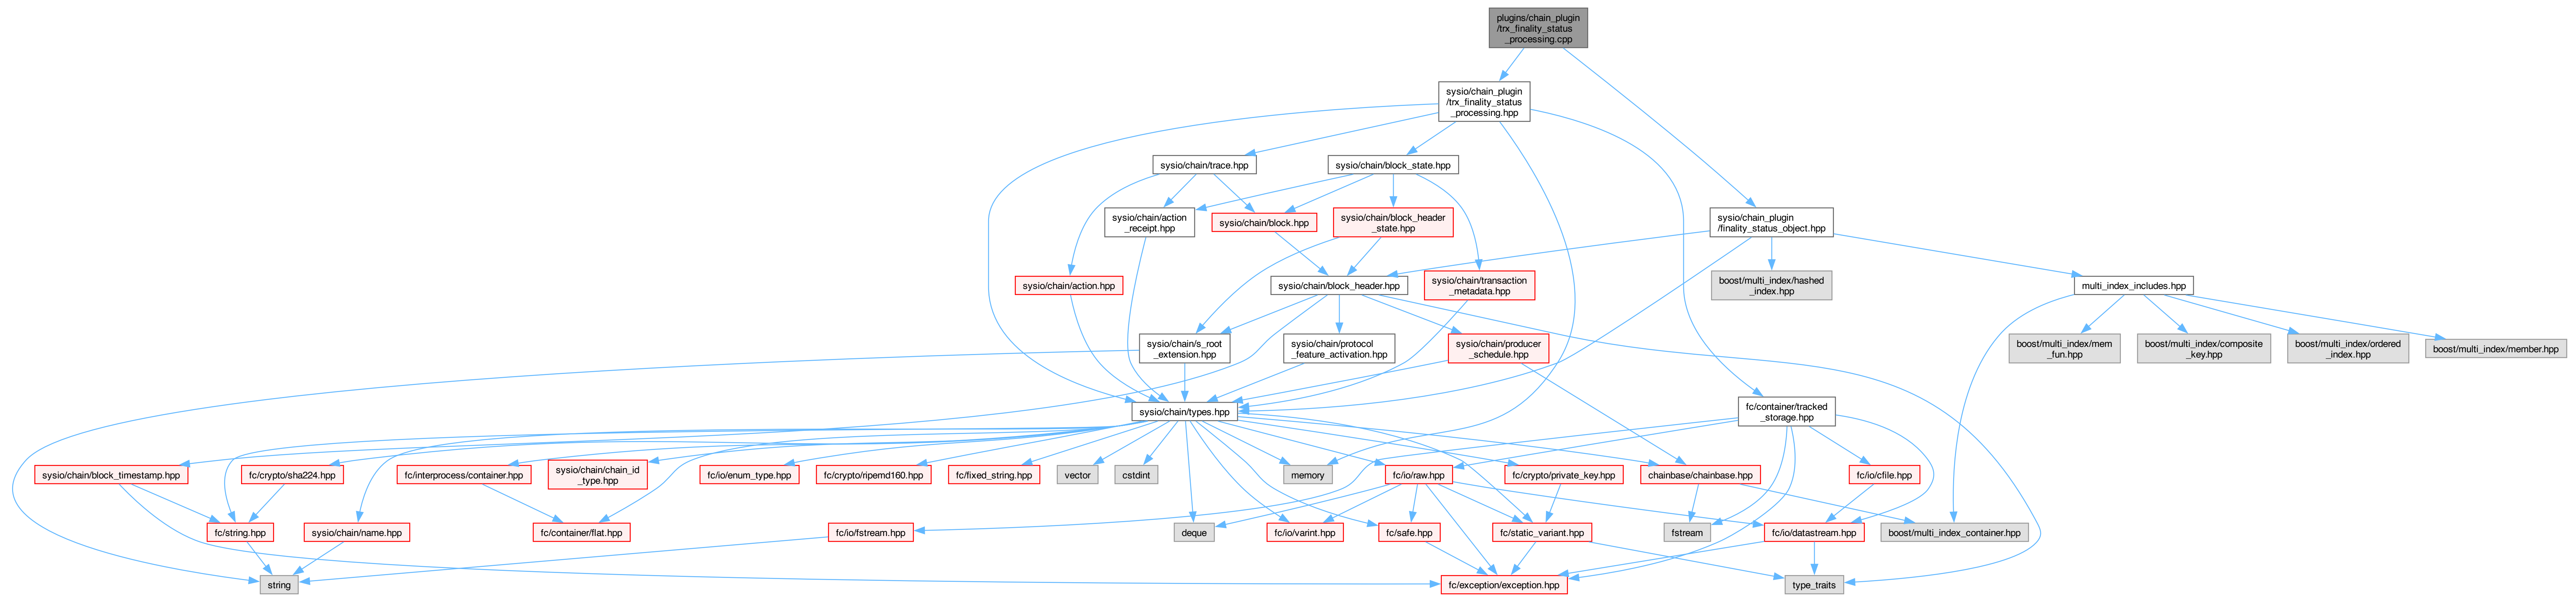 plugins/chain_plugin
/trx_finality_status
_processing.cpp
sysio/chain_plugin
/trx_finality_status
_processing.hpp
sysio/chain/trace.hpp
sysio/chain/block_state.hpp
sysio/chain/action
_receipt.hpp
sysio/chain/block.hpp
sysio/chain/block_header
_state.hpp
sysio/chain_plugin
/finality_status_object.hpp
sysio/chain/action.hpp
sysio/chain/block_header.hpp
sysio/chain/transaction
_metadata.hpp
boost/multi_index/hashed
_index.hpp
multi_index_includes.hpp
sysio/chain/s_root
_extension.hpp
sysio/chain/protocol
_feature_activation.hpp
sysio/chain/producer
_schedule.hpp
boost/multi_index/mem
_fun.hpp
boost/multi_index/composite
_key.hpp
boost/multi_index/ordered
_index.hpp
boost/multi_index/member.hpp
sysio/chain/types.hpp
fc/container/tracked
_storage.hpp
sysio/chain/block_timestamp.hpp
fc/crypto/sha224.hpp
fc/interprocess/container.hpp
sysio/chain/chain_id
_type.hpp
fc/io/enum_type.hpp
fc/crypto/ripemd160.hpp
fc/fixed_string.hpp
vector
cstdint
memory
fc/io/raw.hpp
fc/crypto/private_key.hpp
chainbase/chainbase.hpp
fc/io/cfile.hpp
fc/string.hpp
sysio/chain/name.hpp
fc/container/flat.hpp
fc/io/fstream.hpp
deque
fc/io/varint.hpp
fc/safe.hpp
fc/static_variant.hpp
fstream
fc/io/datastream.hpp
boost/multi_index_container.hpp
string
fc/exception/exception.hpp
type_traits